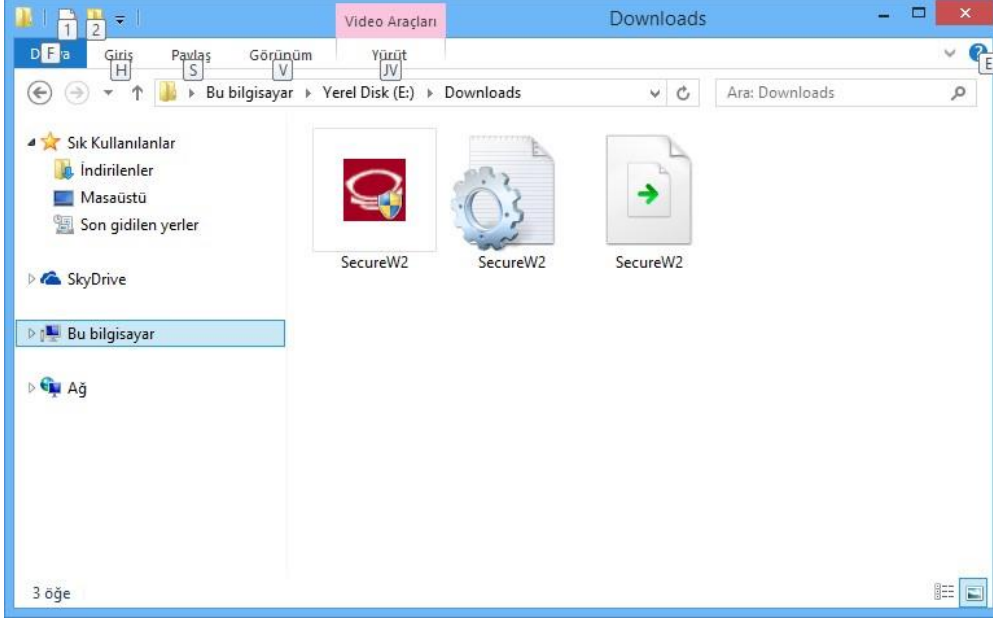 1 2
Video Araçları
Downloads
F
Giriş Paylaş Görünüm Yürüt
H S V JV E
Bu bilgisayar Yerel Disk (E:) Downloads
Ara: Downloads
Sık Kullanılanlar
İndirilenler
Masaüstü
Son gidilen yerler
SkyDrive
Bu bilgisayar
Ağ
SecureW2 SecureW2 SecureW2
3 öğe